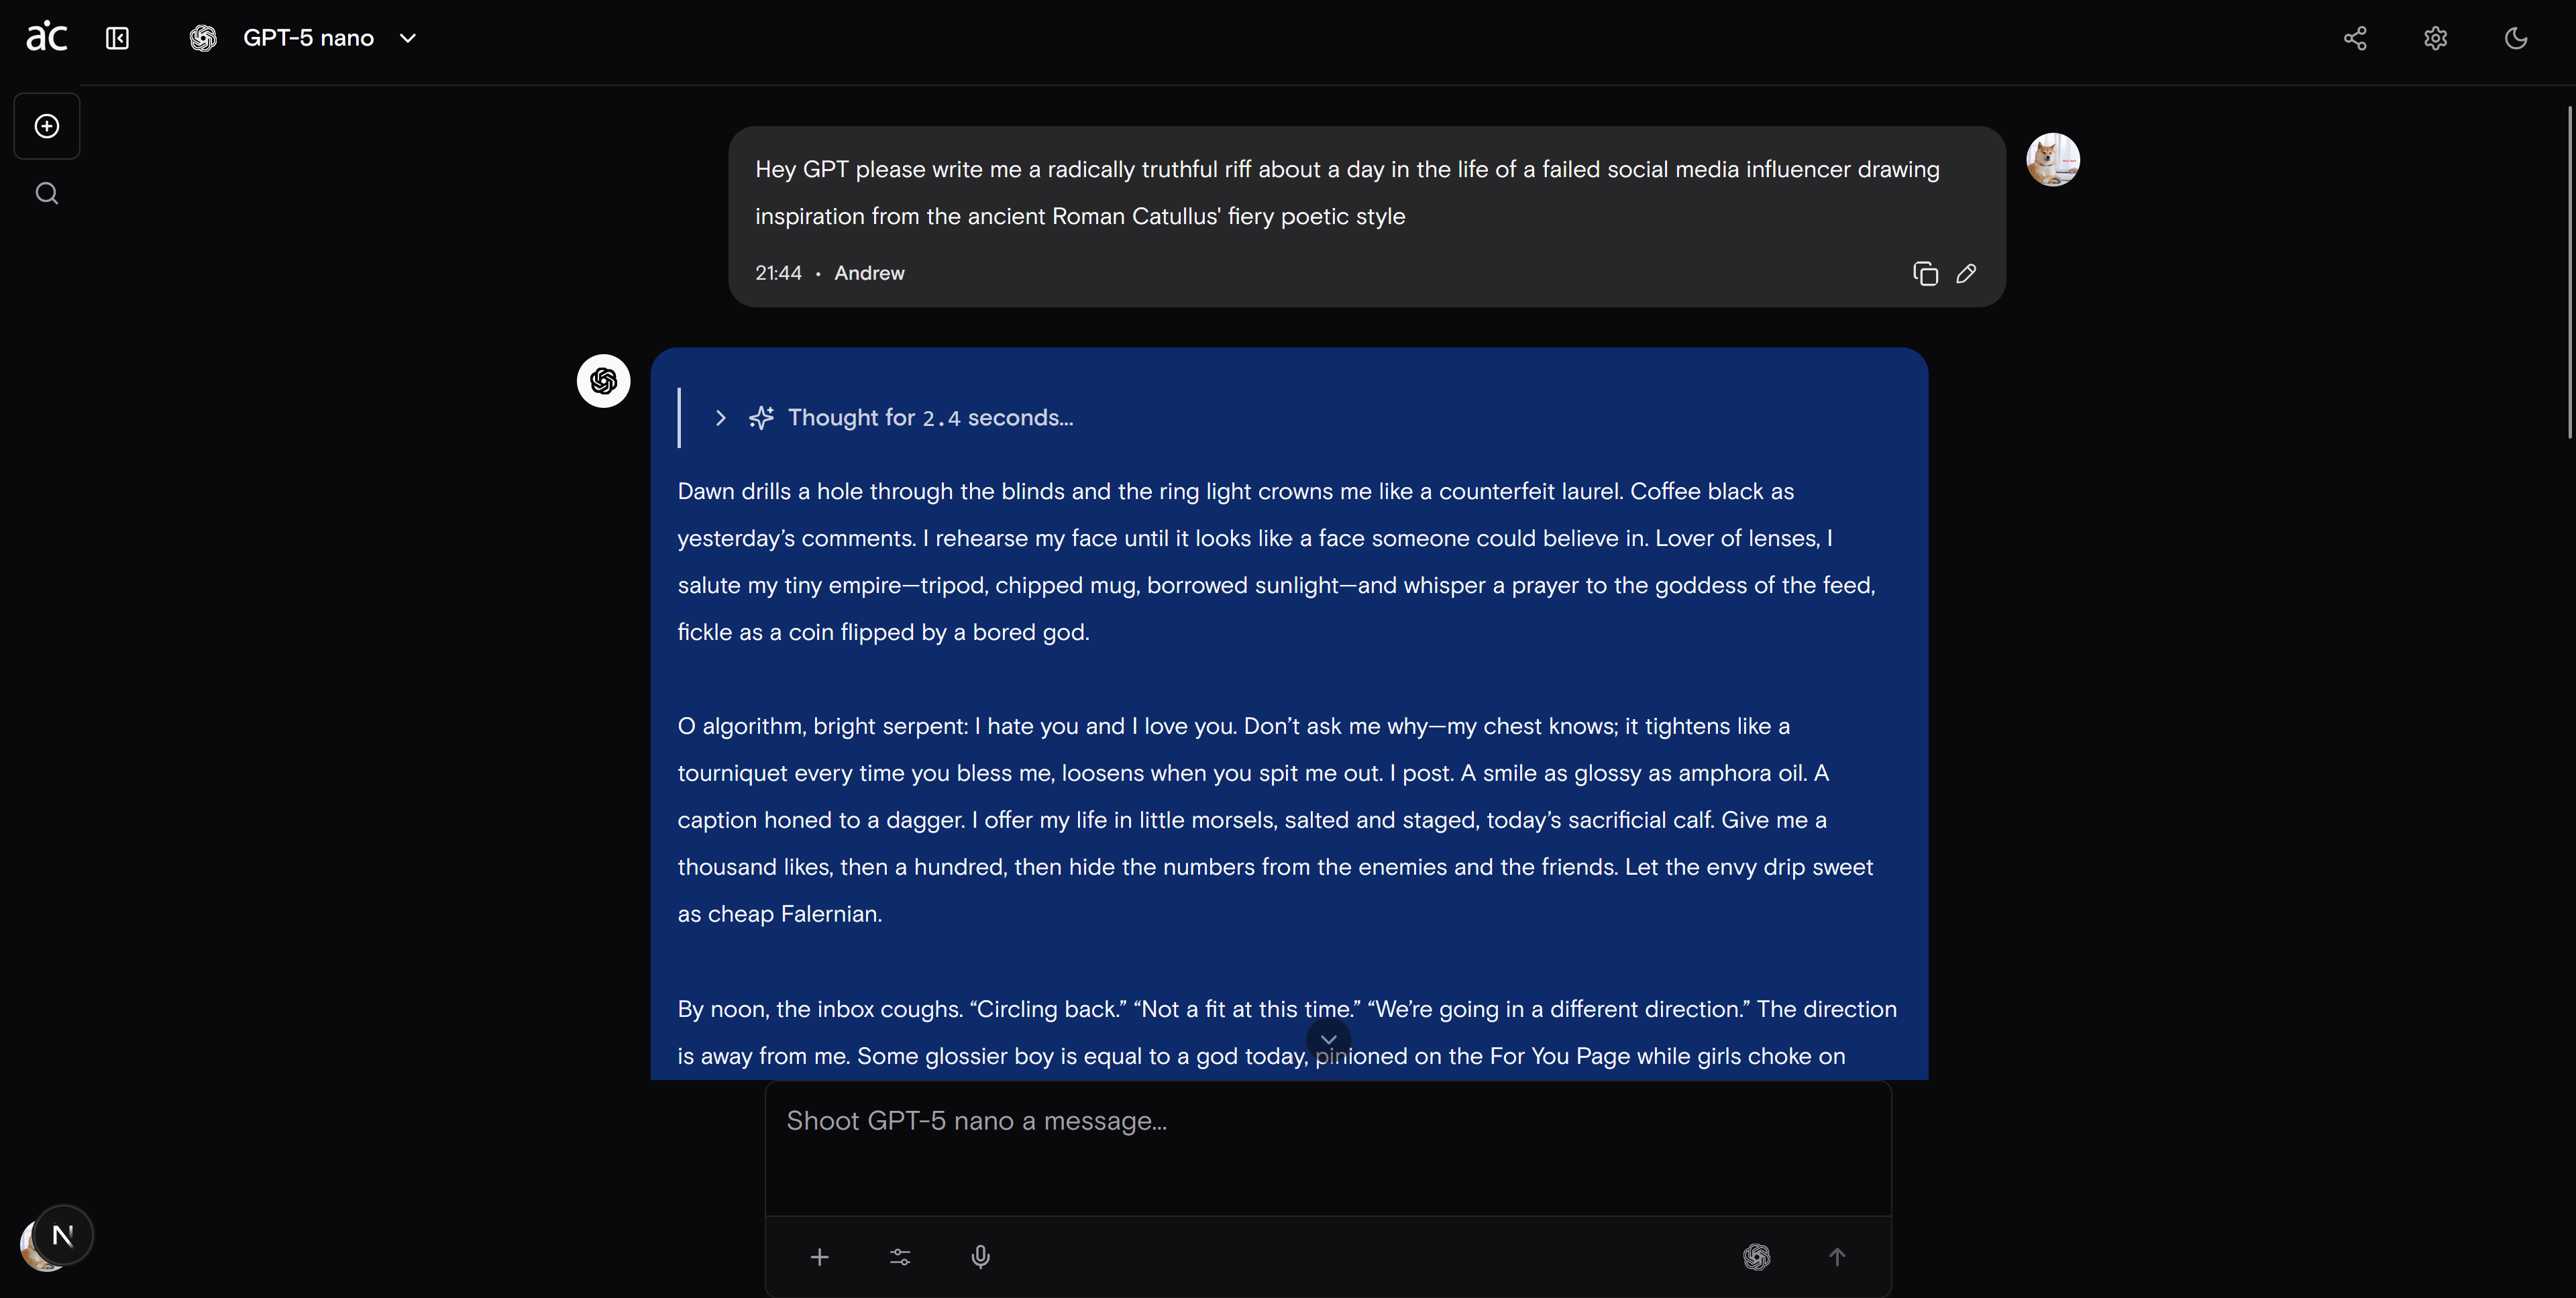 ac
GPT-5 nano
Hey GPT please write me a radically truthful riff about a day in the life of a failed social media influencer drawing
inspiration from the ancient Roman Catullus' fiery poetic style
21:44 • Andrew
Thought for 2.4 seconds...
Dawn drills a hole through the blinds and the ring light crowns me like a counterfeit laurel. Coffee black as
yesterday’s comments. I rehearse my face until it looks like a face someone could believe in. Lover of lenses, I
salute my tiny empire—tripod, chipped mug, borrowed sunlight—and whisper a prayer to the goddess of the feed,
fickle as a coin flipped by a bored god.
O algorithm, bright serpent: I hate you and I love you. Don’t ask me why—my chest knows; it tightens like a
tourniquet every time you bless me, loosens when you spit me out. I post. A smile as glossy as amphora oil. A
caption honed to a dagger. I offer my life in little morsels, salted and staged, today’s sacrificial calf. Give me a
thousand likes, then a hundred, then hide the numbers from the enemies and the friends. Let the envy drip sweet
as cheap Falernian.
By noon, the inbox coughs. “Circling back.” “Not a fit at this time.” “We’re going in a different direction.” The direction
is away from me. Some glossier boy is equal to a god today, pinioned on the For You Page while girls choke on
Shoot GPT-5 nano a message...
N